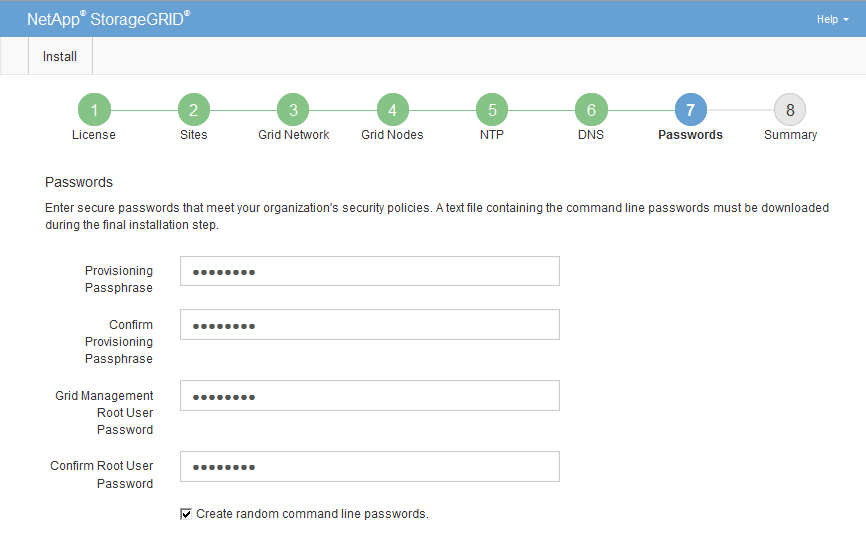 NetApp® StorageGRID®
Help
Install
1
2
3
4
5
6
7
8
License
Sites
Grid Network
Grid Nodes
NTP
DNS
Passwords
Summary
Passwords
Enter secure passwords that meet your organization's security policies. A text file containing the command line passwords must be downloaded
during the final installation step.
Provisioning
Passphrase
••••••••
Confirm
Provisioning
Passphrase
••••••••
Grid Management
Root User
Password
••••••••
Confirm Root User
Password
••••••••
Create random command line passwords.